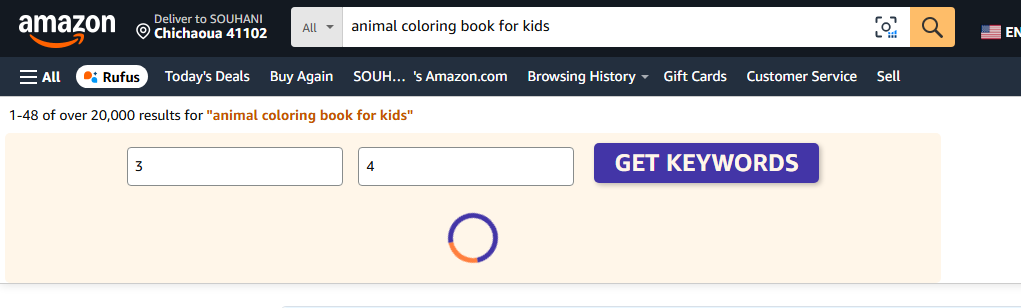 amazon
Deliver to SOUHANI
Chichaoua 41102
All
animal coloring book for kids
EN
All
Rufus
Today's Deals
Buy Again
SOUH... 's Amazon.com
Browsing History
Gift Cards
Customer Service
Sell
1-48 of over 20,000 results for "animal coloring book for kids"
3
4
GET KEYWORDS